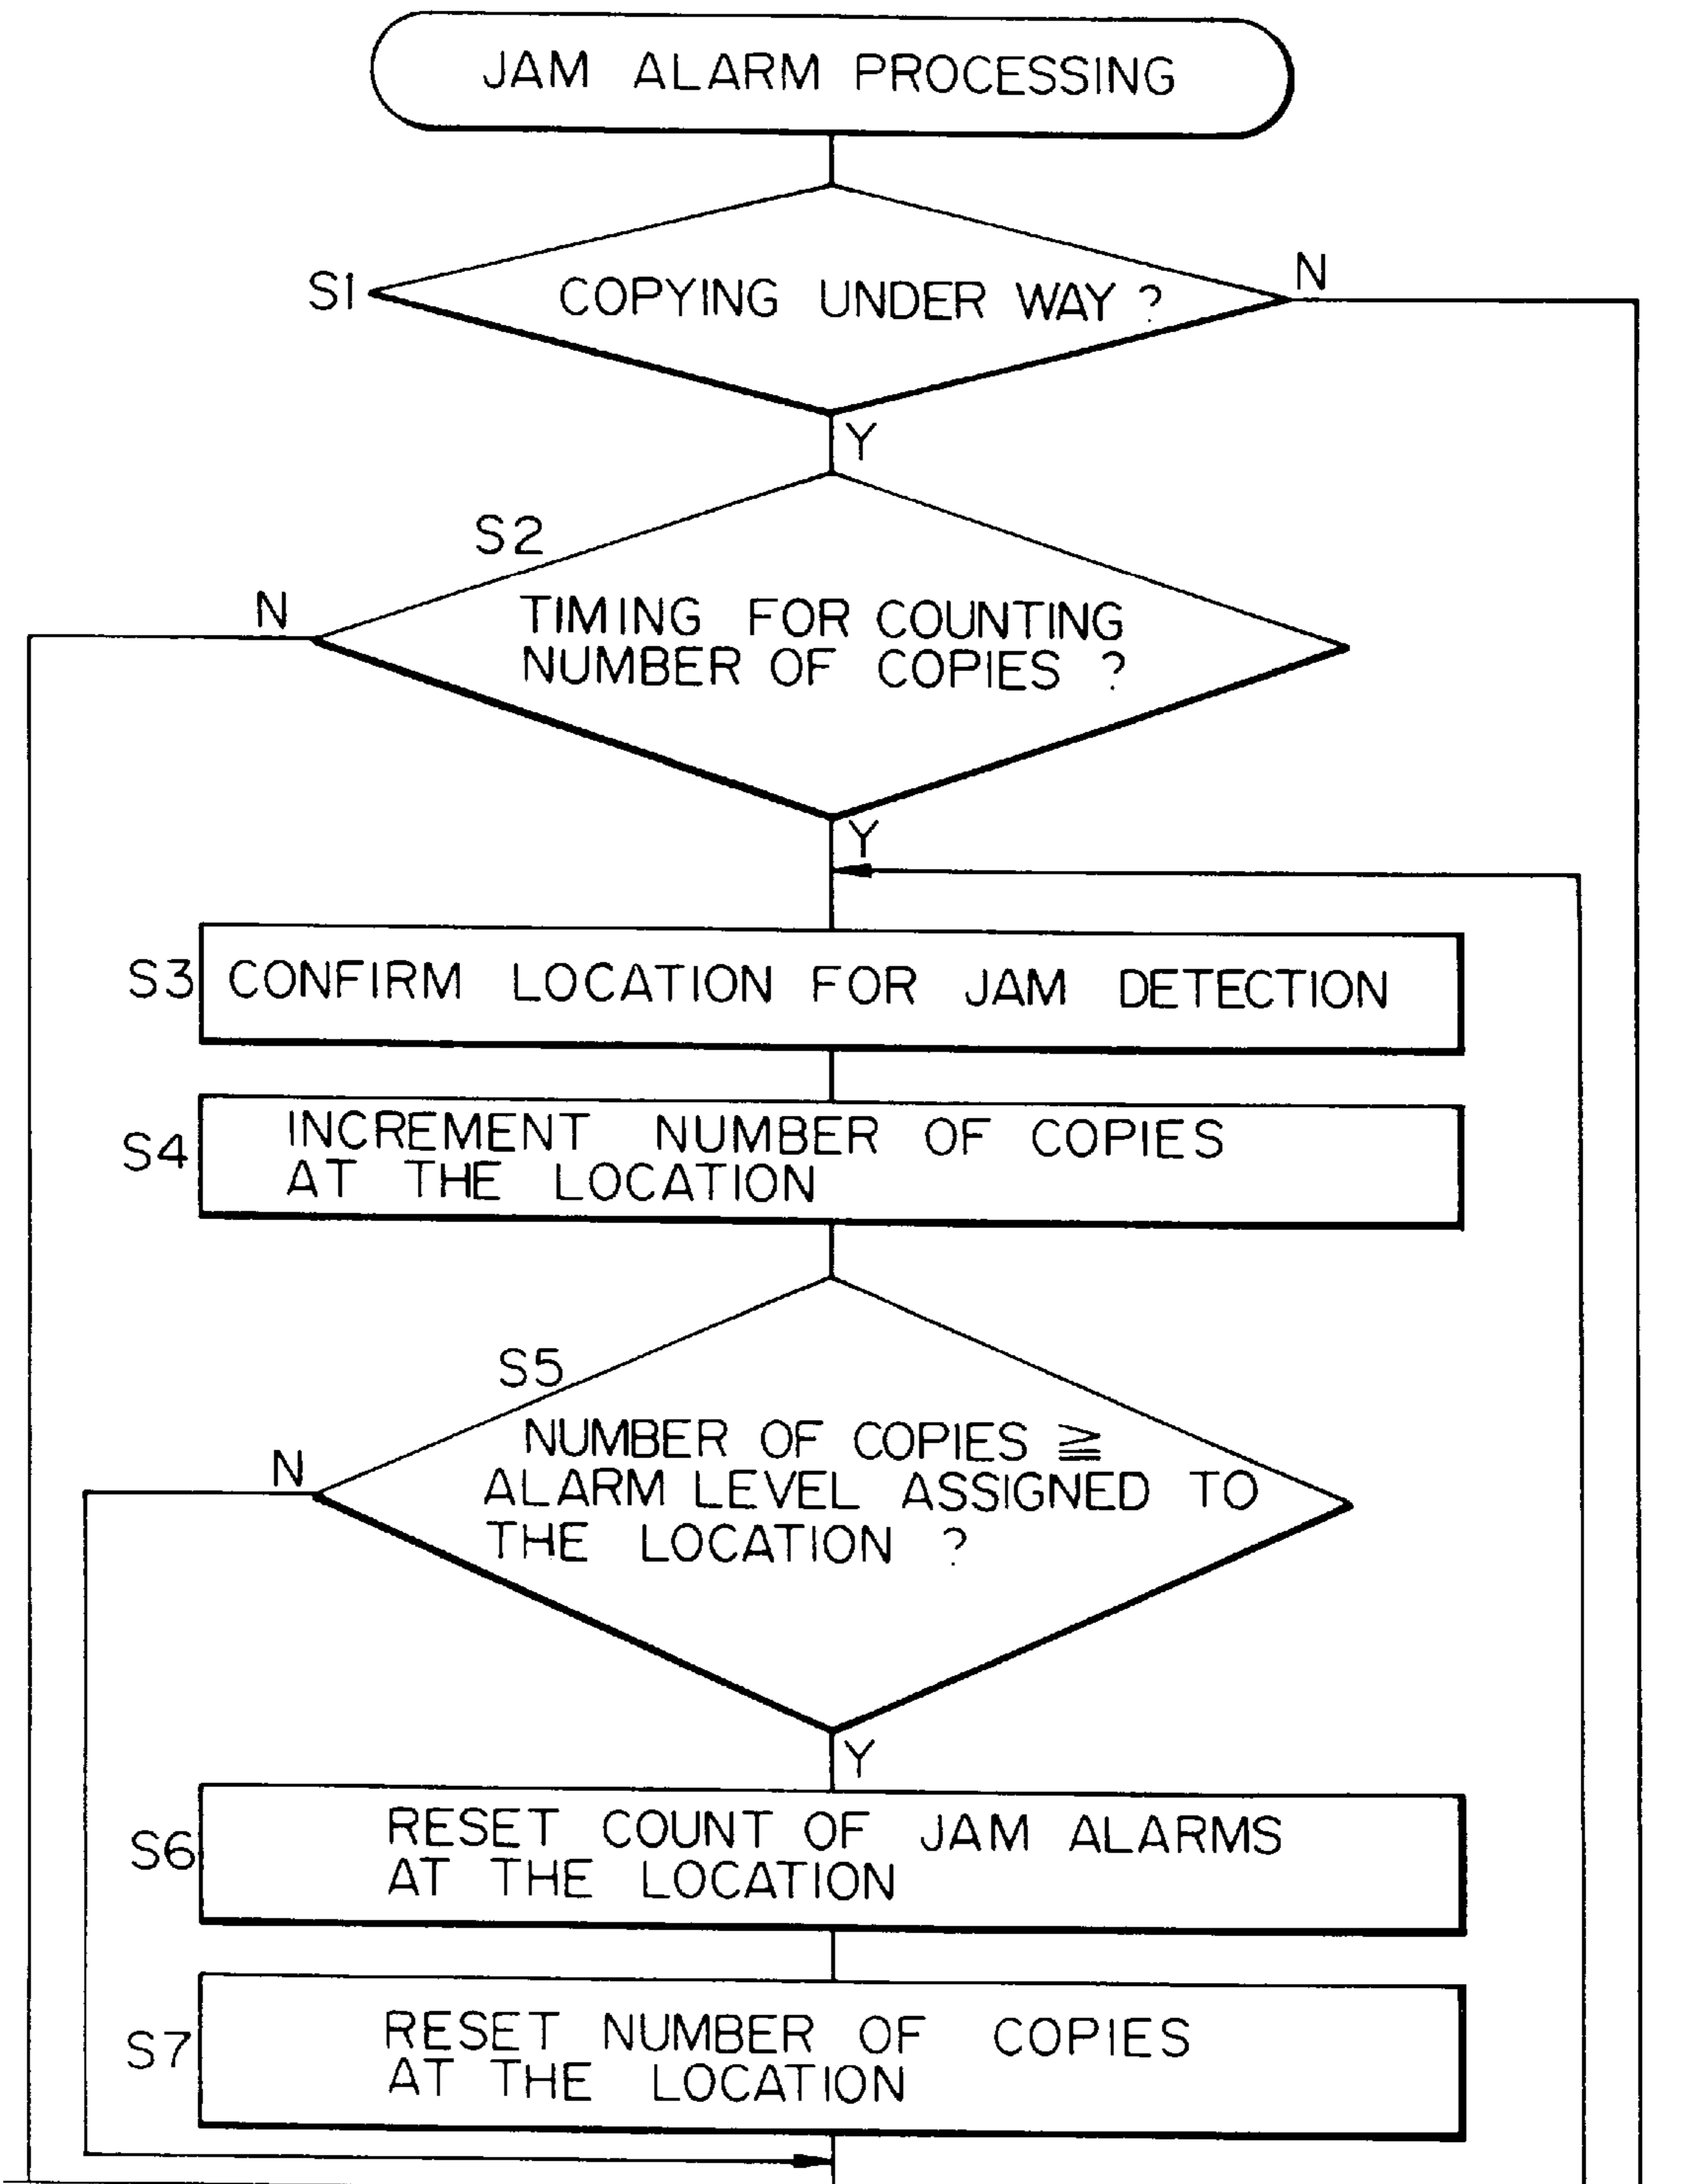 JAM ALARM PROCESSING
S1
COPYING UNDER WAY ?
N
Y
S2
N
TIMING FOR COUNTING
NUMBER OF COPIES ?
Y
S3
CONFIRM LOCATION FOR JAM DETECTION
S4
INCREMENT NUMBER OF COPIES
AT THE LOCATION
S5
N
NUMBER OF COPIES ≧
ALARM LEVEL ASSIGNED TO
THE LOCATION ?
Y
S6
RESET COUNT OF JAM ALARMS
AT THE LOCATION
S7
RESET NUMBER OF COPIES
AT THE LOCATION